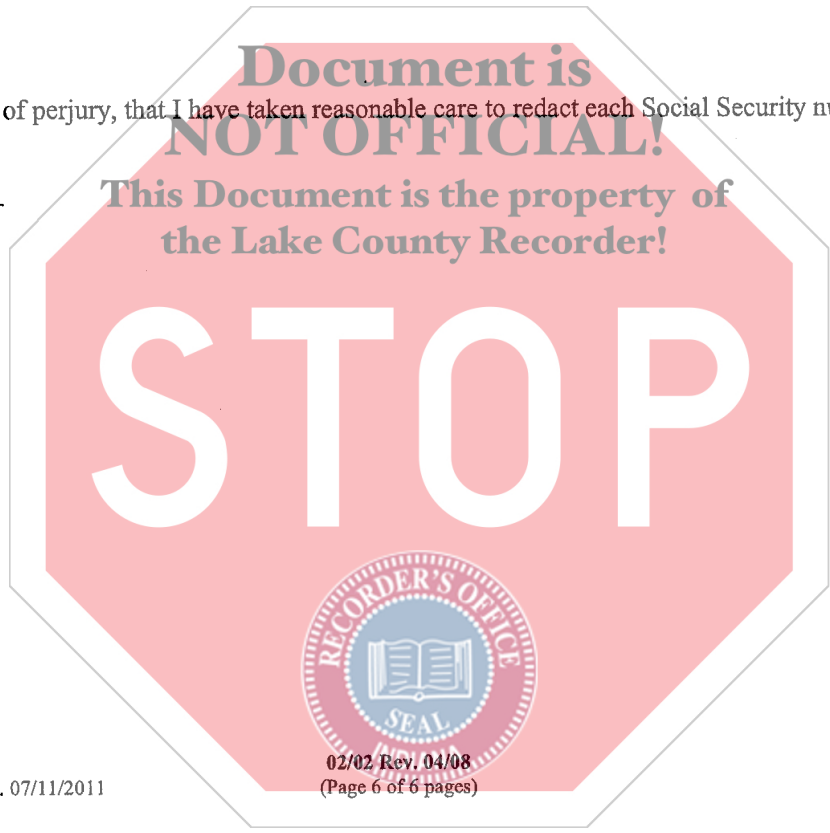 Document is
of perjury, that I have taken reasonable care to redact each Social Security
NOT OFFICIAL!
This Document is the property of
the Lake County Recorder!
STOP
RECORDER'S OFFICE
SEAL
INDIANA
02/02 Rev. 04/08
07/11/2011 (Page 6 of 6 pages)